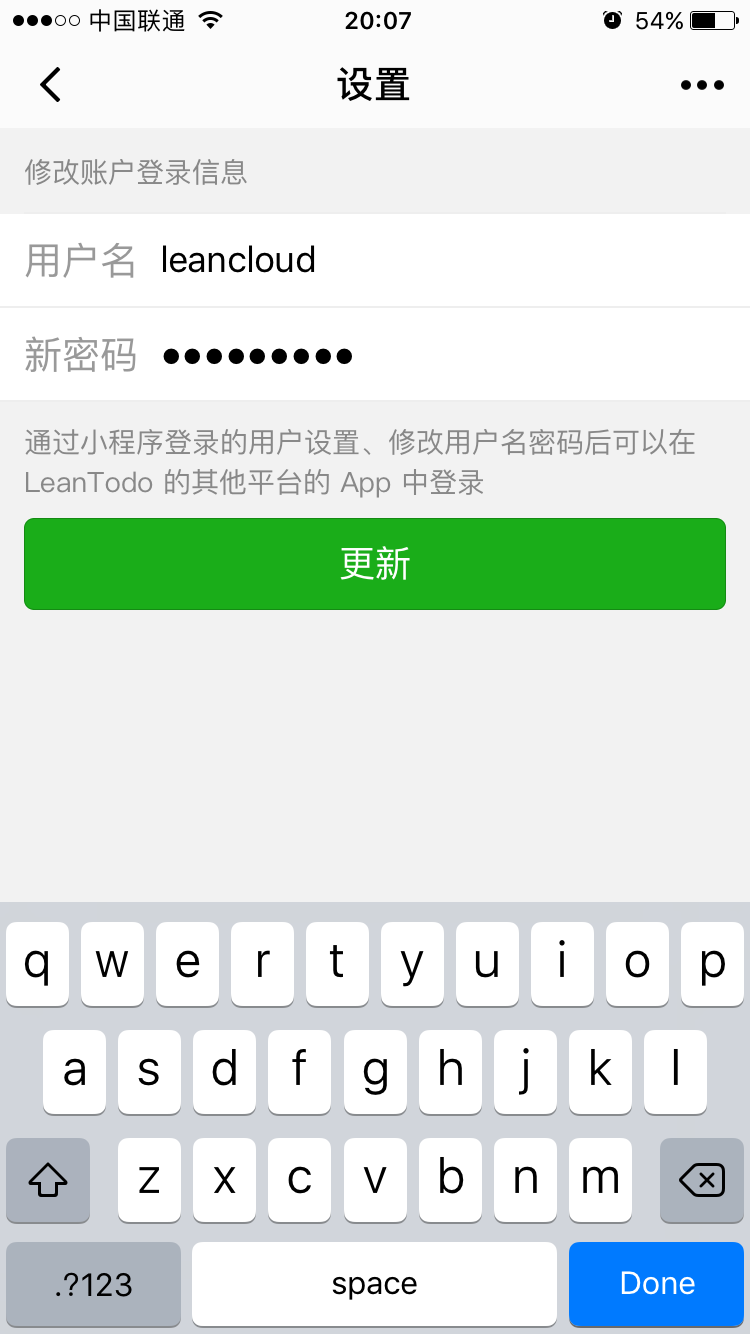 中国联通 20:07 54%
设置
修改账户登录信息
用户名 leancloud
新密码 •••••••••
通过小程序登录的用户设置、修改用户名密码后可以在
LeanTodo 的其他平台的 App 中登录
更新
q w e r t y u i o p
a s d f g h j k l
z x c v b n m
.?123 space Done